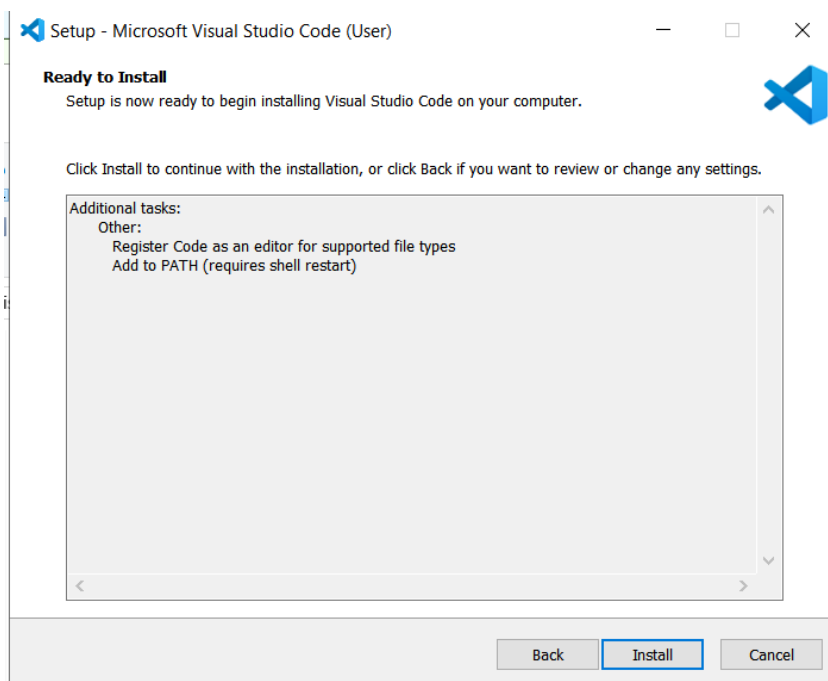 Setup - Microsoft Visual Studio Code (User)
Ready to Install
Setup is now ready to begin installing Visual Studio Code on your computer.
Click Install to continue with the installation, or click Back if you want to review or change any settings.
Additional tasks:
Other:
Register Code as an editor for supported file types
Add to PATH (requires shell restart)
Back
Install
Cancel